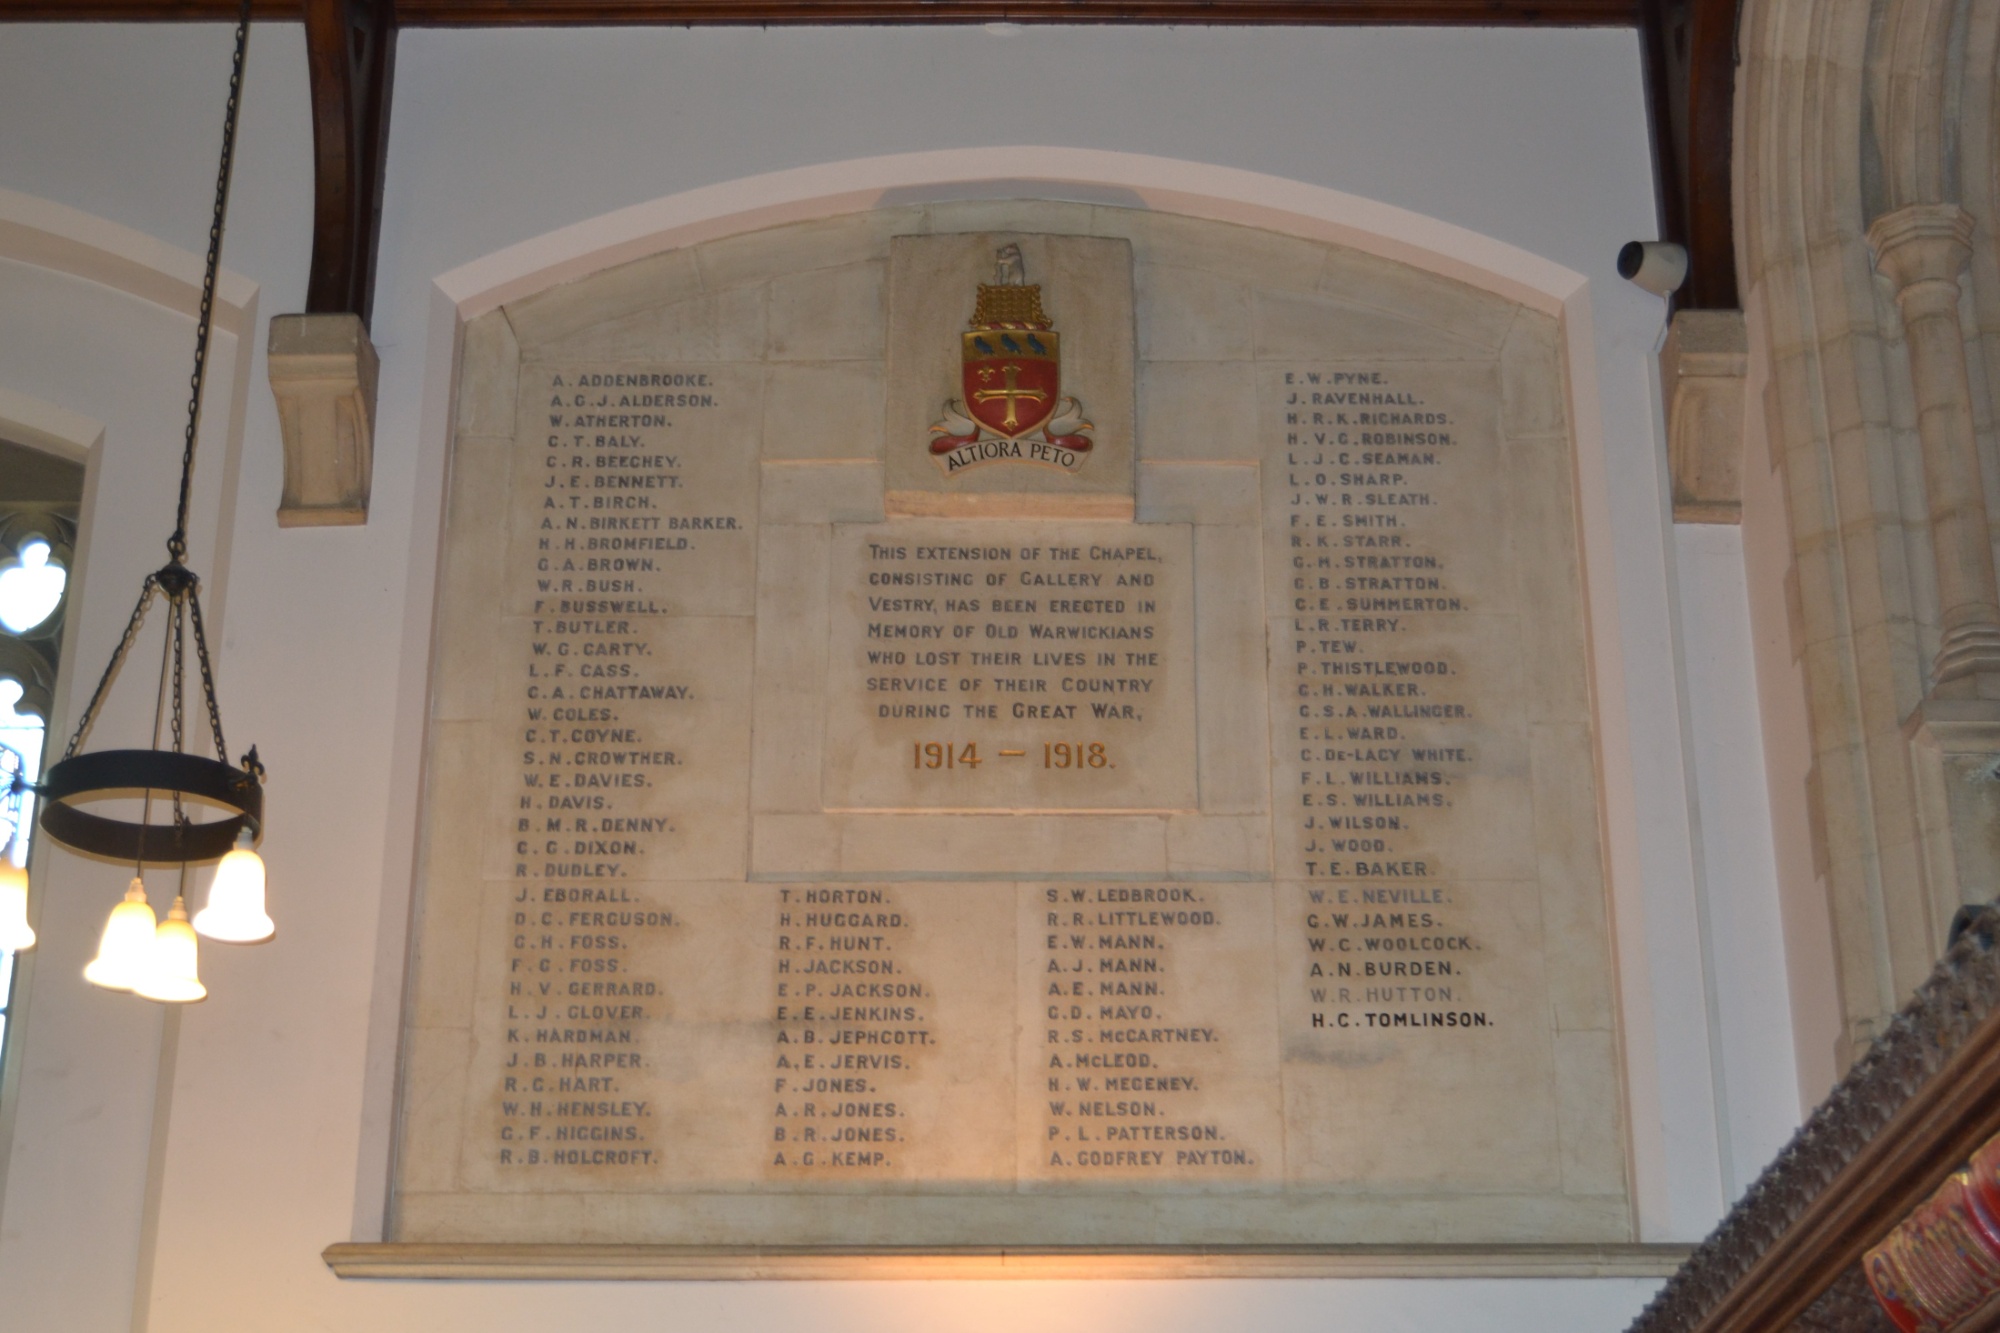 ALTIORA PETO
THIS EXTENSION OF THE CHAPEL,
CONSISTING OF GALLERY AND
VESTRY, HAS BEEN ERECTED IN
MEMORY OF OLD WARWICKIANS
WHO LOST THEIR LIVES IN THE
SERVICE OF THEIR COUNTRY
DURING THE GREAT WAR,
1914 — 1918.
A. ADDENBROOKE.
A.G.J. ALDERSON.
W. ATHERTON.
C.T. BALY.
C.R. BEECHEY.
J.E. BENNETT.
A.T. BIRCH.
A.N. BIRKETT BARKER.
H.H. BROMFIELD.
G.A. BROWN.
W.R. BUSH.
F. BUSSWELL.
T. BUTLER.
W.G. CARTY.
L.F. CASS.
C.A. CHATTAWAY.
W. COLES.
C.T. COYNE.
S.N. CROWTHER.
W.E. DAVIES.
H. DAVIS.
B.M.R. DENNY.
C.G. DIXON.
R. DUDLEY.
J. EBORALL.
D.C. FERGUSON.
G.H. FOSS.
F.G. FOSS.
H.V. GERRARD.
L.J. GLOVER.
K. HARDMAN.
J.B. HARPER.
R.C. HART.
W.H. HENSLEY.
G.F. HIGGINS.
R.B. HOLCROFT.
T. HORTON.
H. HUGGARD.
R.F. HUNT.
H. JACKSON.
E.P. JACKSON.
E.E. JENKINS.
A.B. JEPHCOTT.
A.E. JERVIS.
F. JONES.
A.R. JONES.
B.R. JONES.
A.G. KEMP.
S.W. LEDBROOK.
R.R. LITTLEWOOD.
E.W. MANN.
A.J. MANN.
A.E. MANN.
C.D. MAYO.
R.S. McCARTNEY.
A. McLEOD.
H.W. MEGENEY.
W. NELSON.
P.L. PATTERSON.
A. GODFREY PAYTON.
E.W. PYNE.
J. RAVENHALL.
H.R.K. RICHARDS.
H.V.G. ROBINSON.
L.J.C. SEAMAN.
L.O. SHARP.
J.W.R. SLEATH.
F.E. SMITH.
R.K. STARR.
G.M. STRATTON.
G.B. STRATTON.
C.E. SUMMERTON.
L.R. TERRY.
P. TEW.
P. THISTLEWOOD.
C.H. WALKER.
G.S.A. WALLINGER.
E.L. WARD.
C. DE-LACY WHITE.
F.L. WILLIAMS.
E.S. WILLIAMS.
J. WILSON.
J. WOOD.
T.E. BAKER.
W.E. NEVILLE.
G.W. JAMES.
W.C. WOOLCOCK.
A.N. BURDEN.
W.R. HUTTON.
H.C. TOMLINSON.